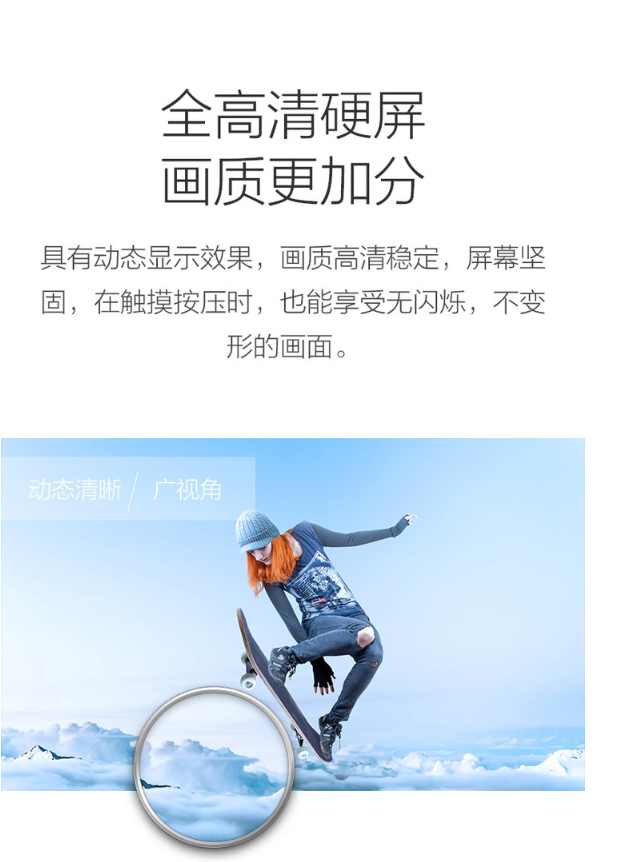 全高清硬屏
画质更加分
具有动态显示效果，画质高清稳定，屏幕坚
固，在触摸按压时，也能享受无闪烁，不变
形的画面。
动态清晰/广视角